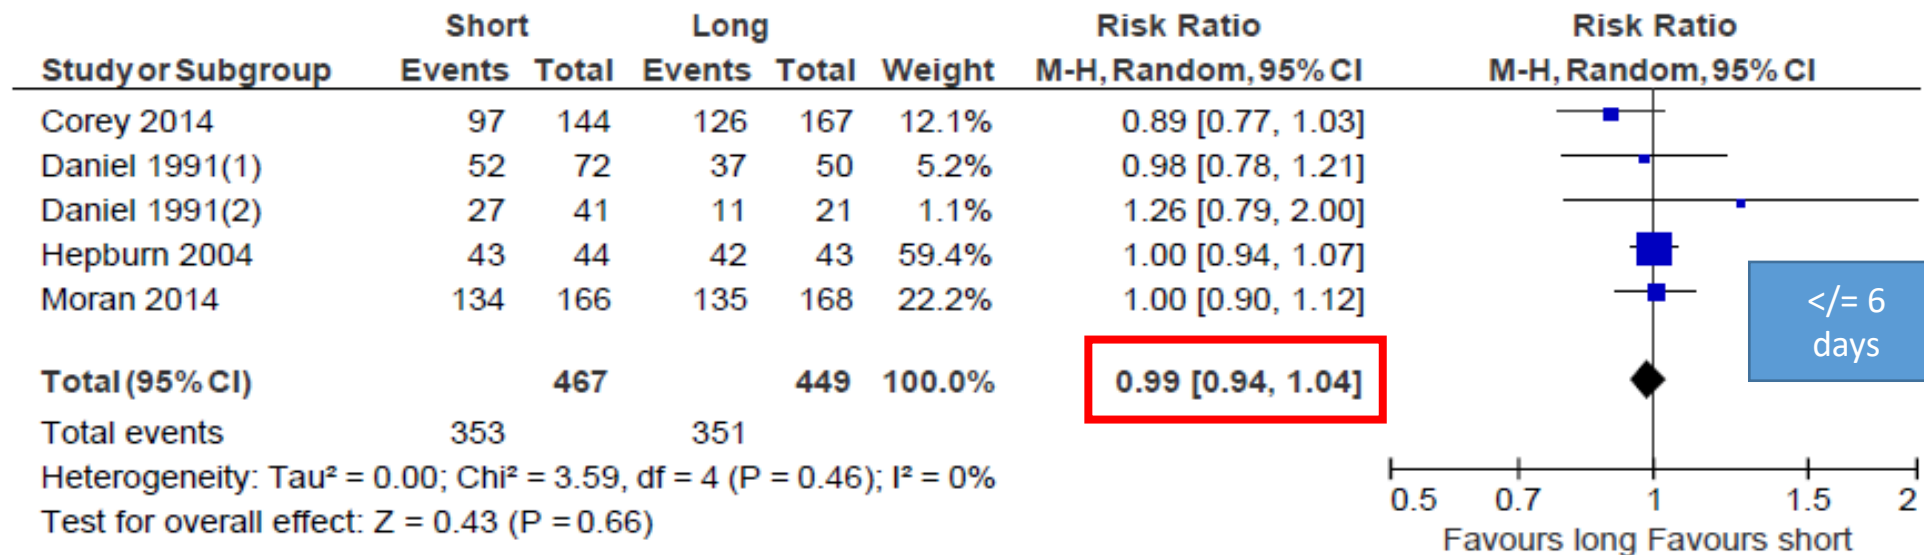 Short Long Risk Ratio Risk Ratio
Study or Subgroup Events Total Events Total Weight M-H, Random, 95% CI M-H, Random, 95% CI
Corey 2014 97 144 126 167 12.1% 0.89 [0.77, 1.03]
Daniel 1991(1) 52 72 37 50 5.2% 0.98 [0.78, 1.21]
Daniel 1991(2) 27 41 11 21 1.1% 1.26 [0.79, 2.00]
Hepburn 2004 43 44 42 43 59.4% 1.00 [0.94, 1.07]
Moran 2014 134 166 135 168 22.2% 1.00 [0.90, 1.12]
</= 6
days
Total (95% CI) 467 449 100.0% 0.99 [0.94, 1.04]
Total events 353 351
Heterogeneity: Tau² = 0.00; Chi² = 3.59, df = 4 (P = 0.46); I² = 0%
Test for overall effect: Z = 0.43 (P = 0.66)
0.5 0.7 1 1.5 2
Favours long Favours short